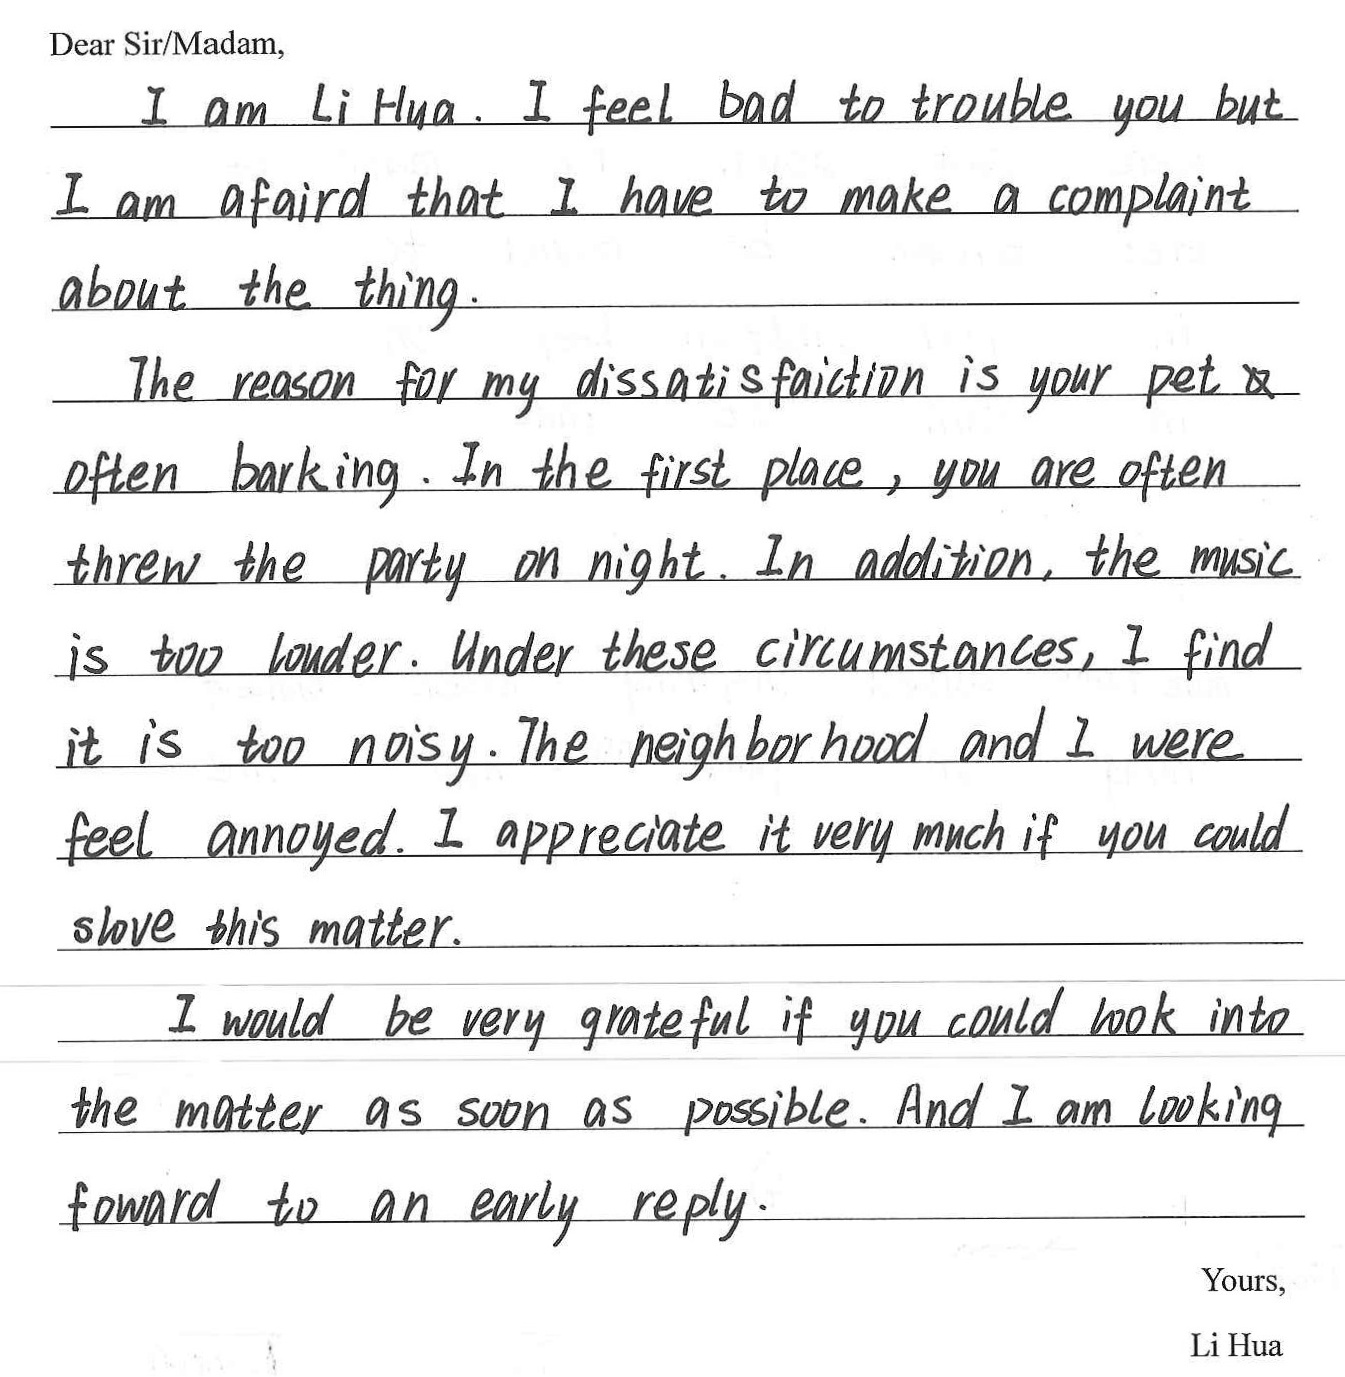 Dear Sir/Madam,
I am Li Hua. I feel bad to trouble you but
I am afaird that I have to make a complaint
about the thing.
The reason for my dissatisfaiction is your pet
often barking. In the first place, you are often
threw the party on night. In addition, the music
is too louder. Under these circumstances, I find
it is too noisy. The neighborhood and I were
feel annoyed. I appreciate it very much if you could
slove this matter.
I would be very grateful if you could look into
the matter as soon as possible. And I am looking
foward to an early reply.
Yours,
Li Hua